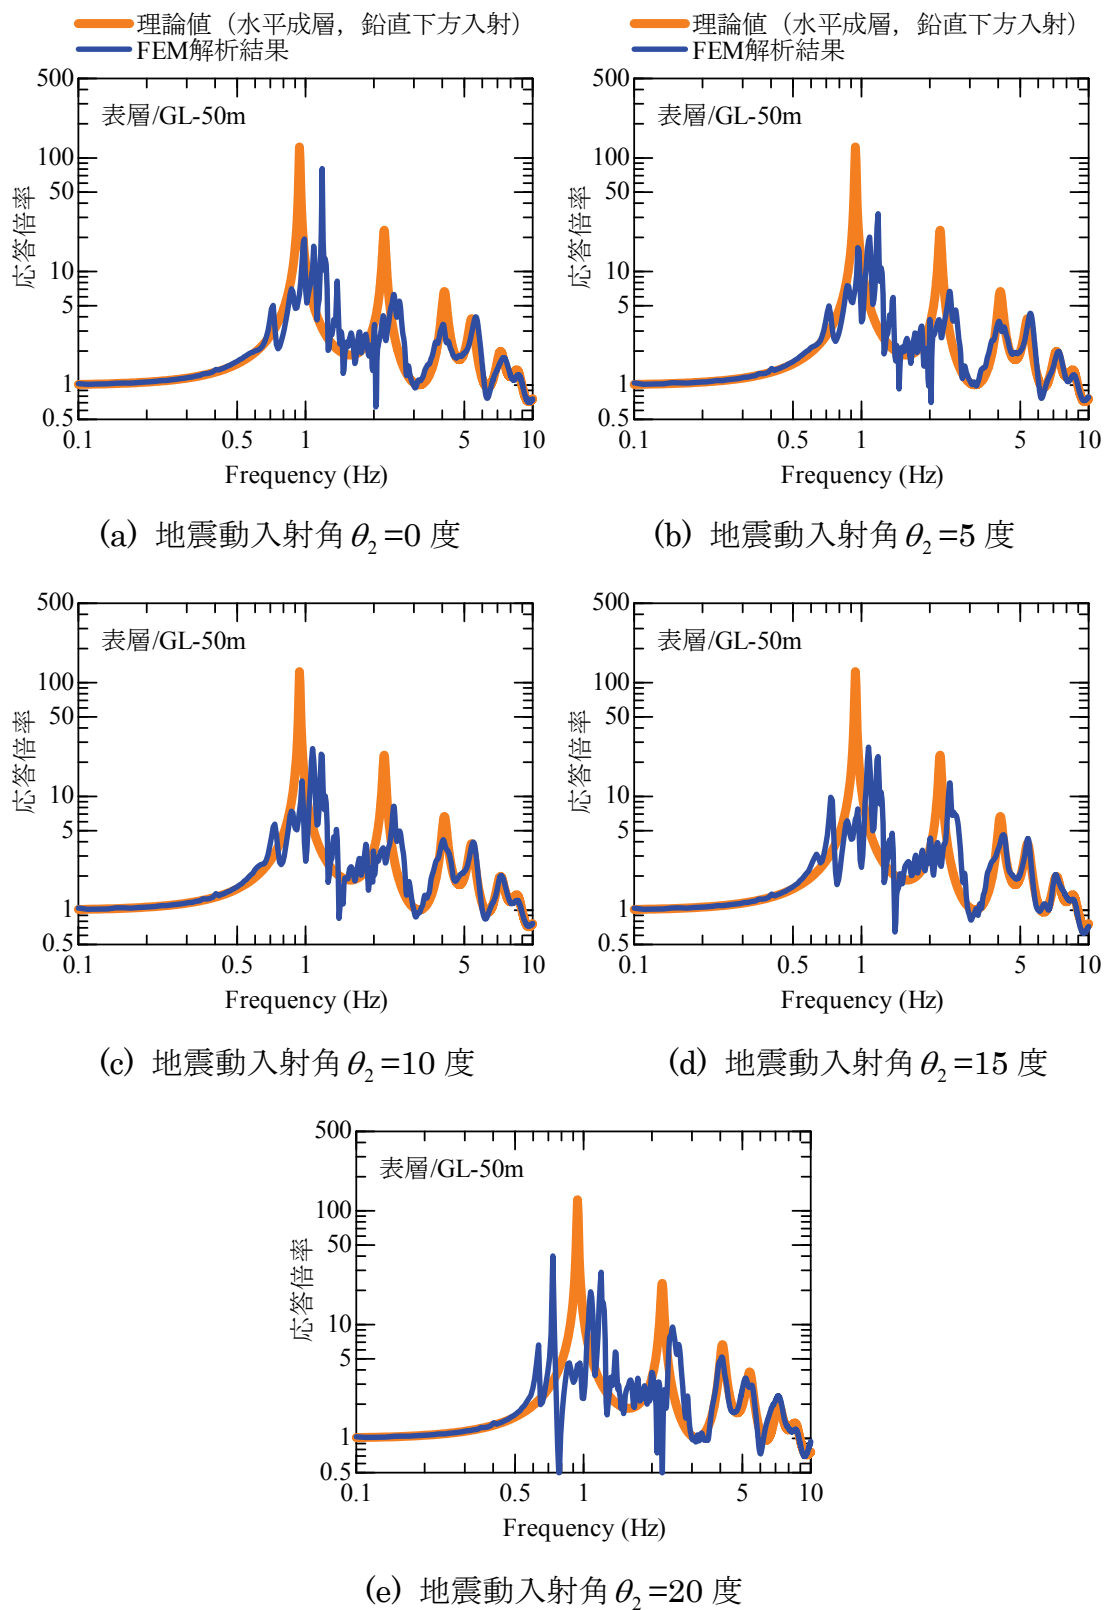 理論値（水平成層，鉛直下方入射）
FEM解析結果
理論値（水平成層，鉛直下方入射）
FEM解析結果
500
100
50
10
5
1
0.5
応答倍率
表層/GL-50m
0.1 0.5 1 5 10
Frequency (Hz)
(a) 地震動入射角θ₂=0 度
500
100
50
10
5
1
0.5
応答倍率
表層/GL-50m
0.1 0.5 1 5 10
Frequency (Hz)
(b) 地震動入射角θ₂=5 度
500
100
50
10
5
1
0.5
応答倍率
表層/GL-50m
0.1 0.5 1 5 10
Frequency (Hz)
(c) 地震動入射角θ₂=10 度
500
100
50
10
5
1
0.5
応答倍率
表層/GL-50m
0.1 0.5 1 5 10
Frequency (Hz)
(d) 地震動入射角θ₂=15 度
500
100
50
10
5
1
0.5
応答倍率
表層/GL-50m
0.1 0.5 1 5 10
Frequency (Hz)
(e) 地震動入射角θ₂=20 度